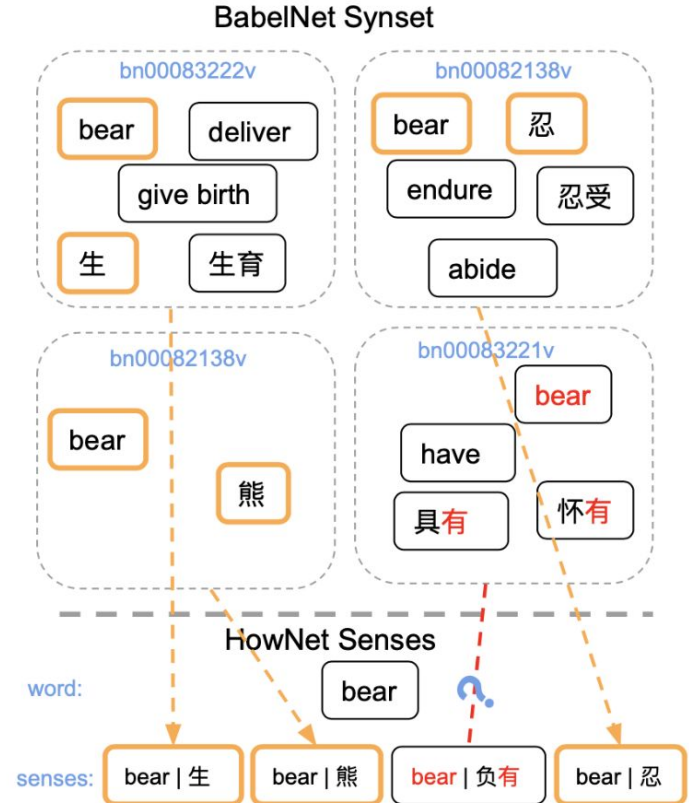 BabelNet Synset
bn00083222v
bear
deliver
give birth
生
生育
bn00082138v
bear
忍
endure
忍受
abide
bn00082138v
bear
熊
bn00083221v
bear
have
具有
怀有
HowNet Senses
word:
bear
?
senses:
bear | 生
bear | 熊
bear | 负有
bear | 忍